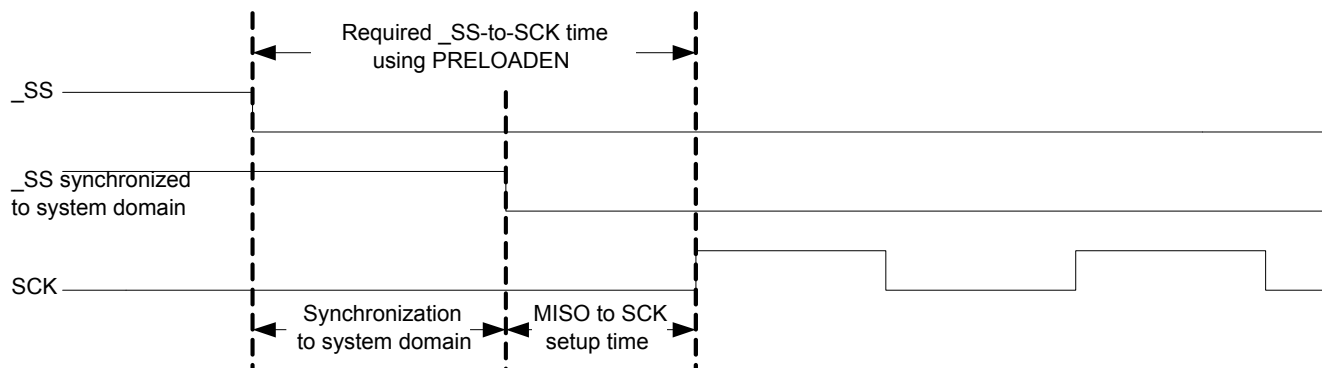 Required _SS-to-SCK time
using PRELOADEN
_SS
_SS synchronized
to system domain
SCK
Synchronization
to system domain
MISO to SCK
setup time